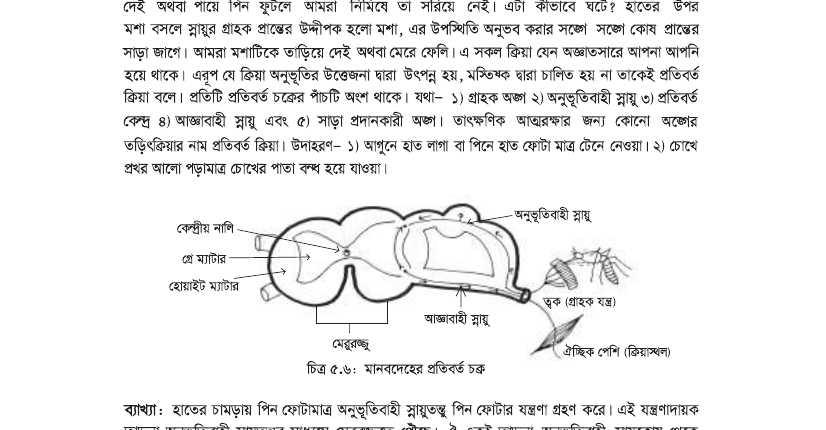 দেই অথবা পায়ে পিন ফুটলে আমরা নিমিষে তা সরিয়ে নেই। এটা কীভাবে ঘটে? হাতের উপর
মশা বসলে স্নায়ুর গ্রাহক প্রান্তের উদ্দীপক হলো মশা, এর উপস্থিতি অনুভব করার সঙ্গে সঙ্গে কোষ প্রান্তের
সাড়া জাগে। আমরা মশাটিকে তাড়িয়ে দেই অথবা মেরে ফেলি। এ সকল ক্রিয়া যেন অজ্ঞাতসারে আপনা আপনি
হয়ে থাকে। এরূপ যে ক্রিয়া অনুভূতির উত্তেজনা দ্বারা উৎপন্ন হয়, মস্তিষ্ক দ্বারা চালিত হয় না তাকেই প্রতিবর্ত
ক্রিয়া বলে। প্রতিটি প্রতিবর্ত চক্রের পাঁচটি অংশ থাকে। যথা– ১) গ্রাহক অঙ্গ ২) অনুভূতিবাহী স্নায়ু ৩) প্রতিবর্ত
কেন্দ্র ৪) আজ্ঞাবাহী স্নায়ু এবং ৫) সাড়া প্রদানকারী অঙ্গ। তাৎক্ষণিক আত্মরক্ষার জন্য কোনো অঙ্গের
তড়িৎক্রিয়ার নাম প্রতিবর্ত ক্রিয়া। উদাহরণ– ১) আগুনে হাত লাগা বা পিনে হাত ফোটা মাত্র টেনে নেওয়া। ২) চোখে
প্রখর আলো পড়ামাত্র চোখের পাতা বন্ধ হয়ে যাওয়া।
অনুভূতিবাহী স্নায়ু
কেন্দ্রীয় নালি
গ্রে ম্যাটার
হোয়াইট ম্যাটার
ত্বক (গ্রাহক যন্ত্র)
আজ্ঞাবাহী স্নায়ু
মেরুরজ্জু
ঐচ্ছিক পেশি (ক্রিয়াস্থল)
চিত্র ৫.৬: মানবদেহের প্রতিবর্ত চক্র
ব্যাখ্যা: হাতের চামড়ায় পিন ফোটামাত্র অনুভূতিবাহী স্নায়ুতন্তু পিন ফোটার যন্ত্রণা গ্রহণ করে। এই যন্ত্রণাদায়ক